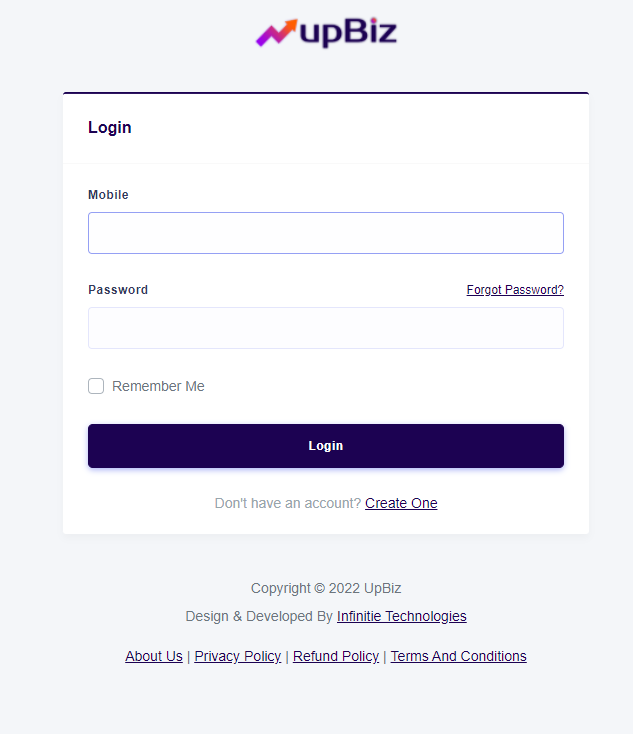 upBiz
Login
Mobile
Password Forgot Password?
Remember Me
Login
Don't have an account? Create One
Copyright © 2022 UpBiz
Design & Developed By Infinitie Technologies
About Us | Privacy Policy | Refund Policy | Terms And Conditions